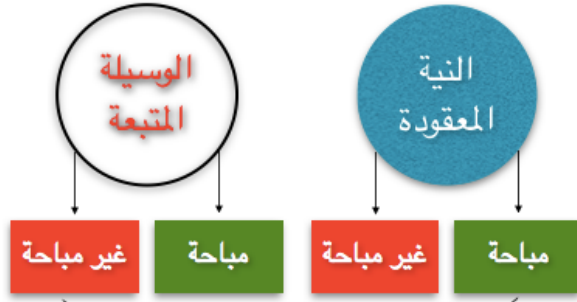 النية
المعقودة
الوسيلة
المتبعة
مباحة
غير مباحة
مباحة
غير مباحة